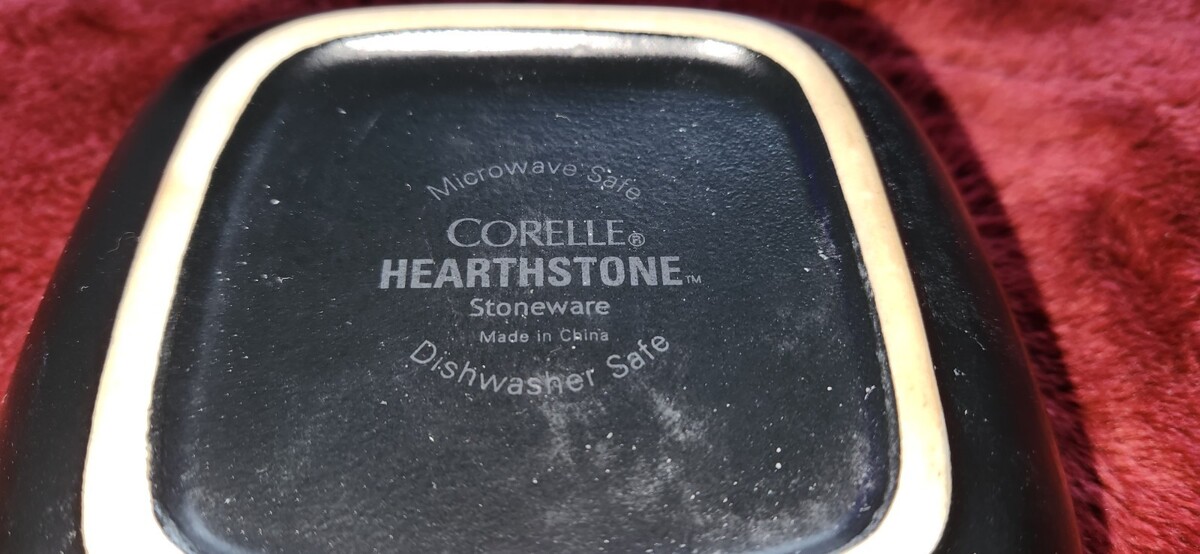 Microwave Safe
CORELLE®
HEARTHSTONE™
Stoneware
Made in China
Dishwasher Safe